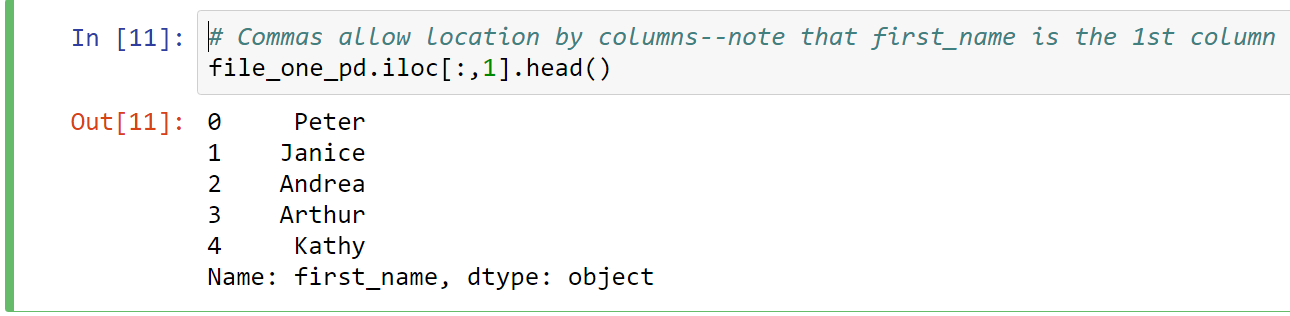 In [11]: # Commas allow location by columns--note that first_name is the 1st column
file_one_pd.iloc[:,1].head()
Out[11]: 0 Peter
1 Janice
2 Andrea
3 Arthur
4 Kathy
Name: first_name, dtype: object